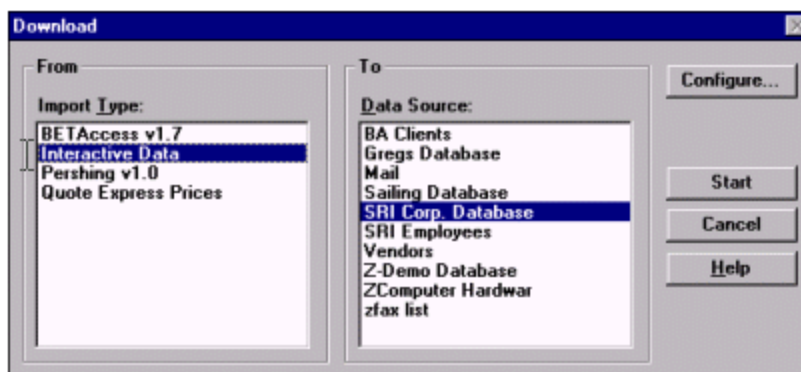 Download
From
Import Type:
BETAccess v1.7
Interactive Data
Pershing v1.0
Quote Express Prices
To
Data Source:
BA Clients
Gregs Database
Mail
Sailing Database
SRI Corp. Database
SRI Employees
Vendors
Z-Demo Database
ZComputer Hardwar
zfax list
Configure...
Start
Cancel
Help